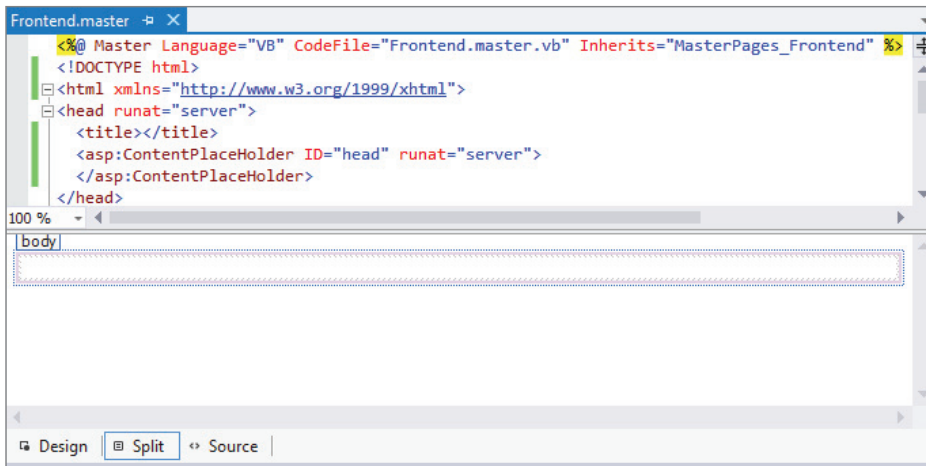 Frontend.master
<%@ Master Language="VB" CodeFile="Frontend.master.vb" Inherits="MasterPages_Frontend" %>
<!DOCTYPE html>
<html xmlns="http://www.w3.org/1999/xhtml">
<head runat="server">
<title></title>
<asp:ContentPlaceHolder ID="head" runat="server">
</asp:ContentPlaceHolder>
</head>
100 %
body
Design Split Source